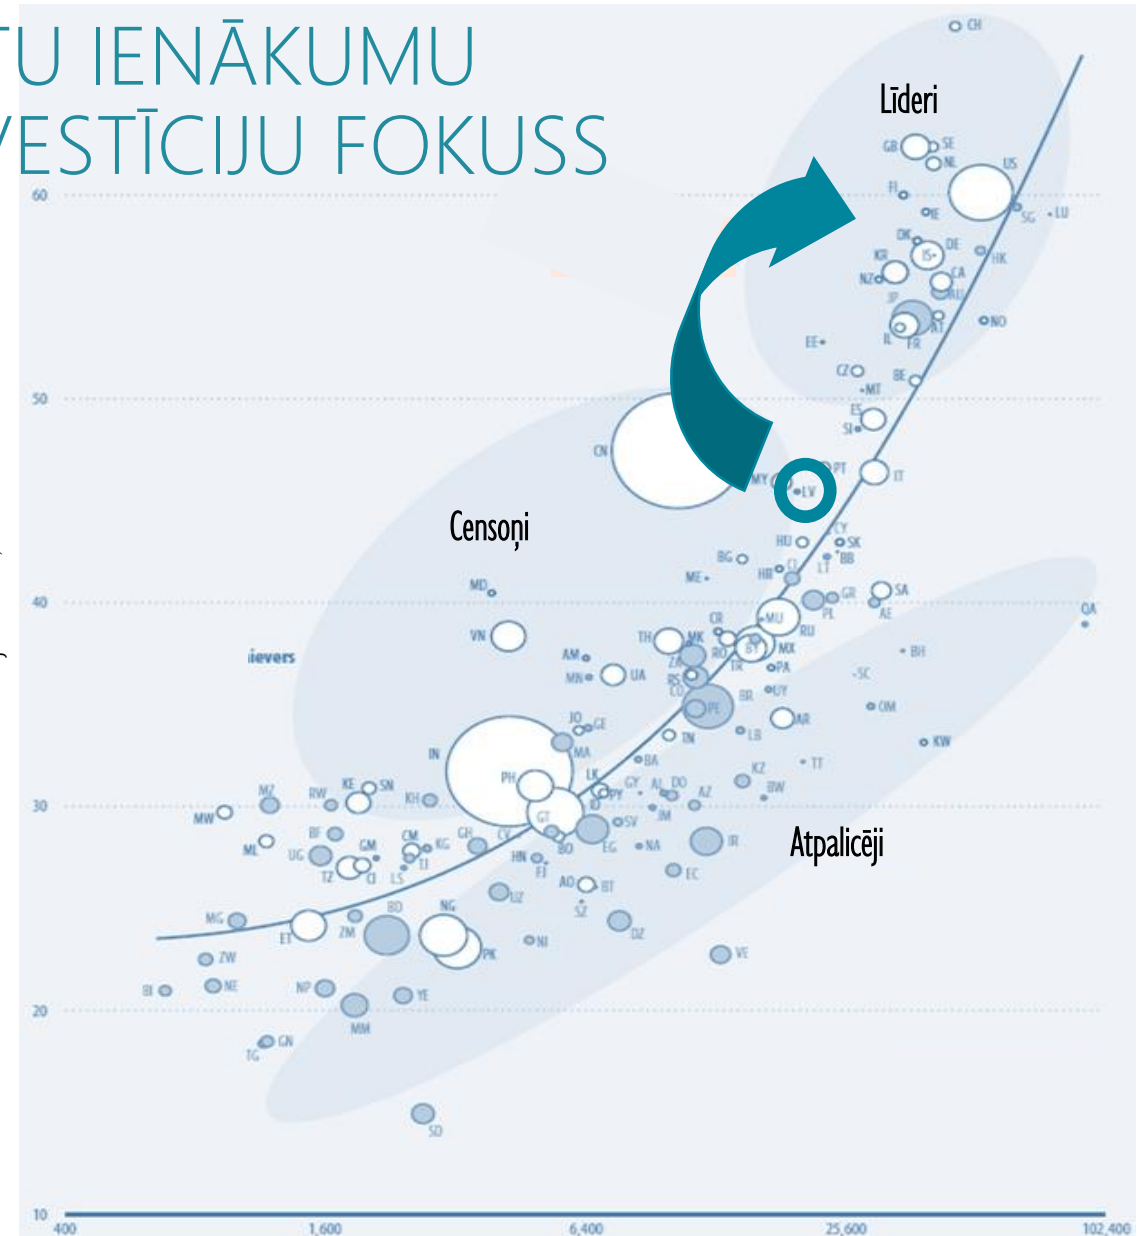 TU IENĀKUMU
VESTĪCIJU FOKUSS
CH
Līderi
GB
SE
NL
US
60
FI
IE
SG
LU
DK
DE
KR
IS
HK
NZ
CA
AU
JP
AT
NO
IL
FR
EE
CZ
BE
MT
50
ES
SI
CN
MY
PT
IT
LV
Censoņi
CY
HU
SK
BG
BB
LT
CL
HR
ME
MD
SA
40
GR
PL
AE
QA
VN
TH
MK
CR
MU
RU
RO
TR
BY
MX
BH
ievers
AM
ZA
MN
UA
RS
PA
SC
CO
BR
UY
PE
AR
OM
JO
GE
TN
LB
KW
IN
MA
BA
TT
PH
LK
KZ
MZ
RW
KE
SN
KH
PY
GY
AL
DO
AZ
BW
30
MW
ID
JM
GT
SV
ML
BF
GM
CM
KG
GH
CV
BO
EG
NA
IR
Atpalicēji
UG
TJ
HN
FJ
TZ
CI
LS
EC
AO
BT
UZ
SZ
MG
BD
NG
ET
ZM
DZ
NI
PK
VE
ZW
BI
NE
NP
YE
20
MM
TG
GN
SD
10
400
1,600
6,400
25,600
102,400